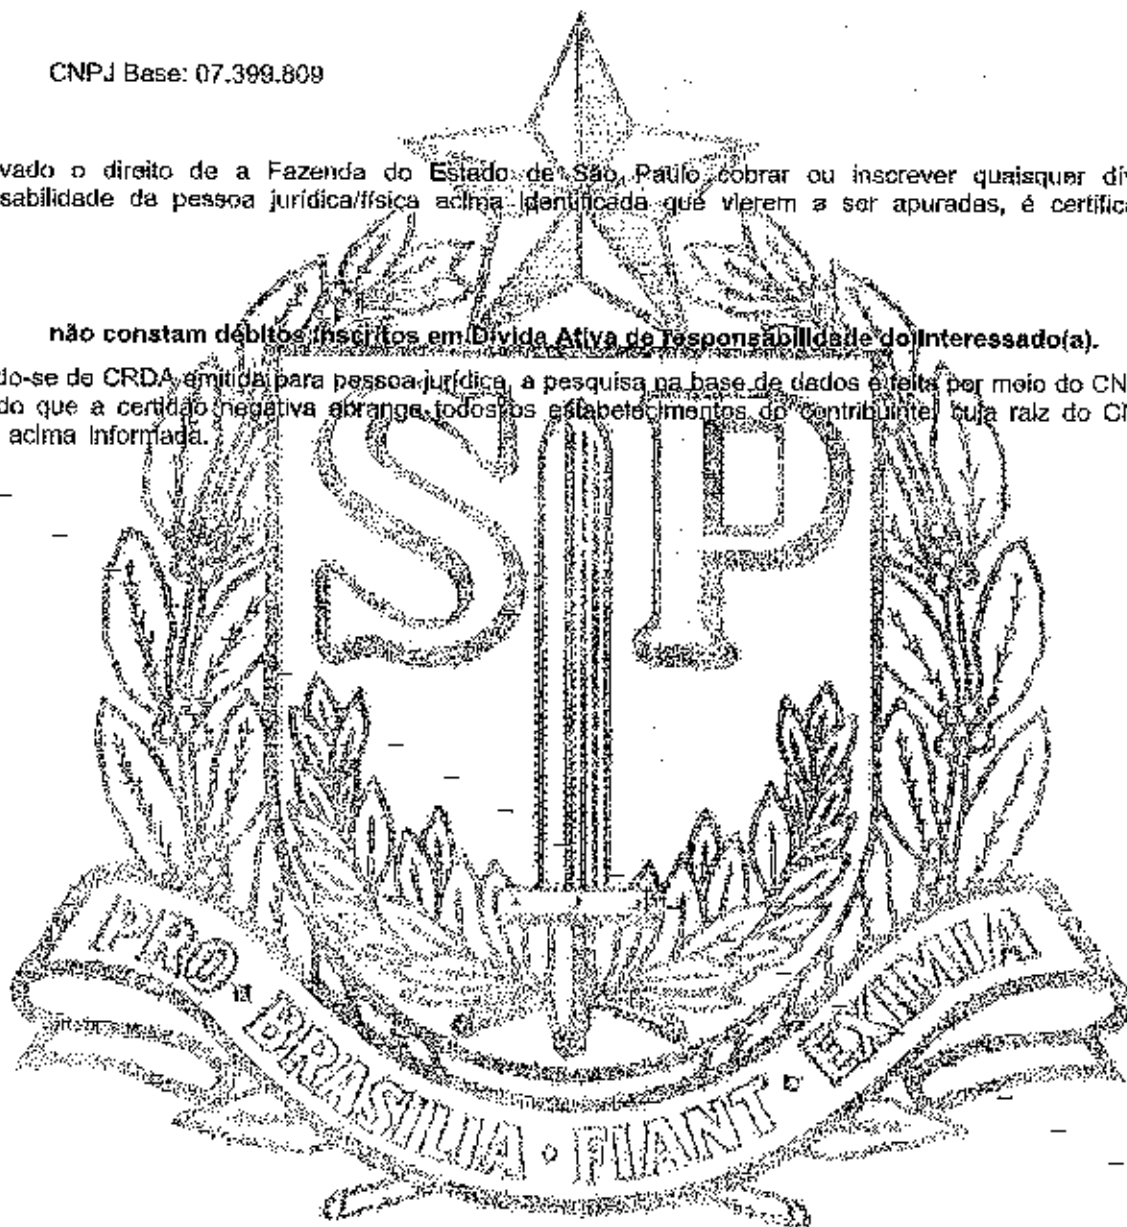 CNPJ Base: 07.399.809
vado o direito de a Fazenda do Estado de São Paulo cobrar ou inscrever quaisquer dív
sabilidade da pessoa jurídica/física acima identificada que vierem a ser apuradas, é certific
não constam débitos inscritos em Dívida Ativa de responsabilidade do Interessado(a).
do-se de CRDA emitida para pessoa jurídica, a pesquisa na base de dados é feita por meio do CN
do que a certidão negativa abrange todos os estabelecimentos do contribuinte, cuja raiz do CN
acima informada.
SP
PRO • BRASILIA • FIANT • EXIMIA